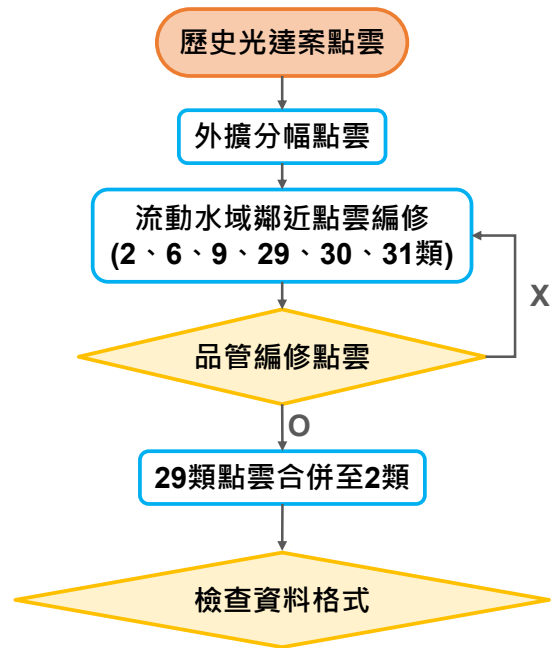 歷史光達案點雲
外擴分幅點雲
流動水域鄰近點雲編修
(2、6、9、29、30、31類)
X
品管編修點雲
O
29類點雲合併至2類
檢查資料格式